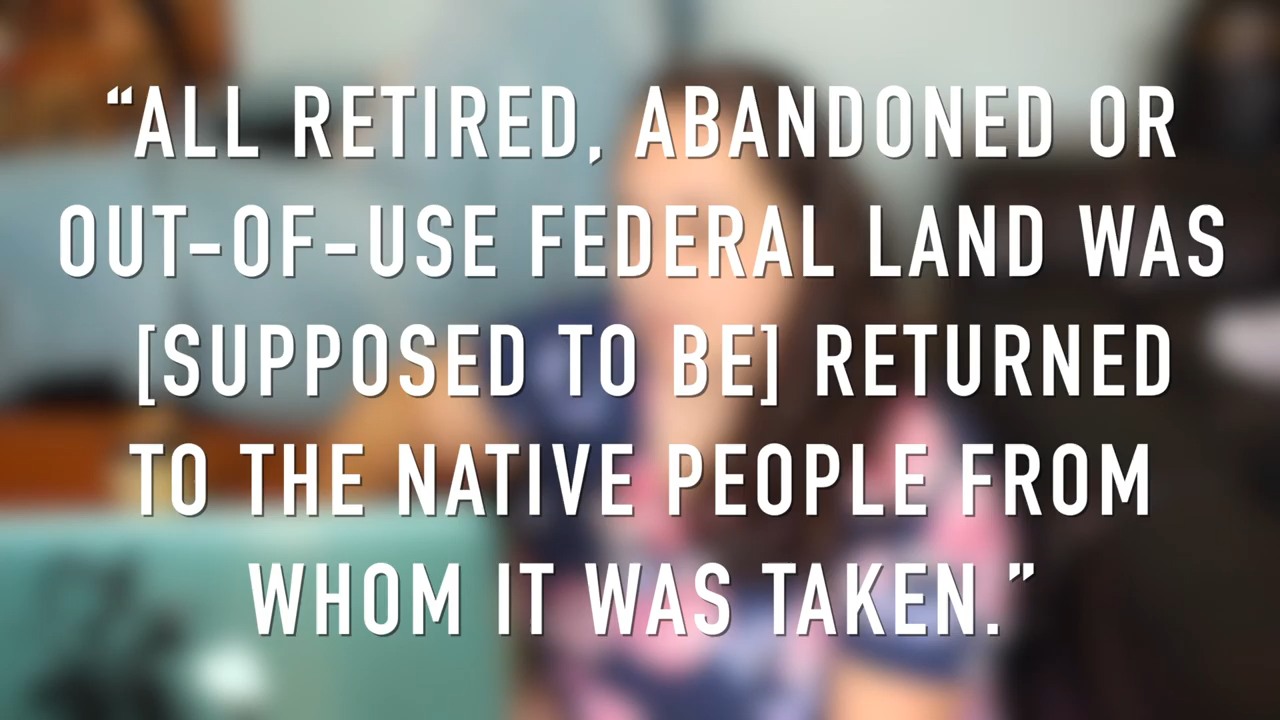 “ALL RETIRED, ABANDONED OR
OUT-OF-USE FEDERAL LAND WAS
[SUPPOSED TO BE] RETURNED
TO THE NATIVE PEOPLE FROM
WHOM IT WAS TAKEN.”